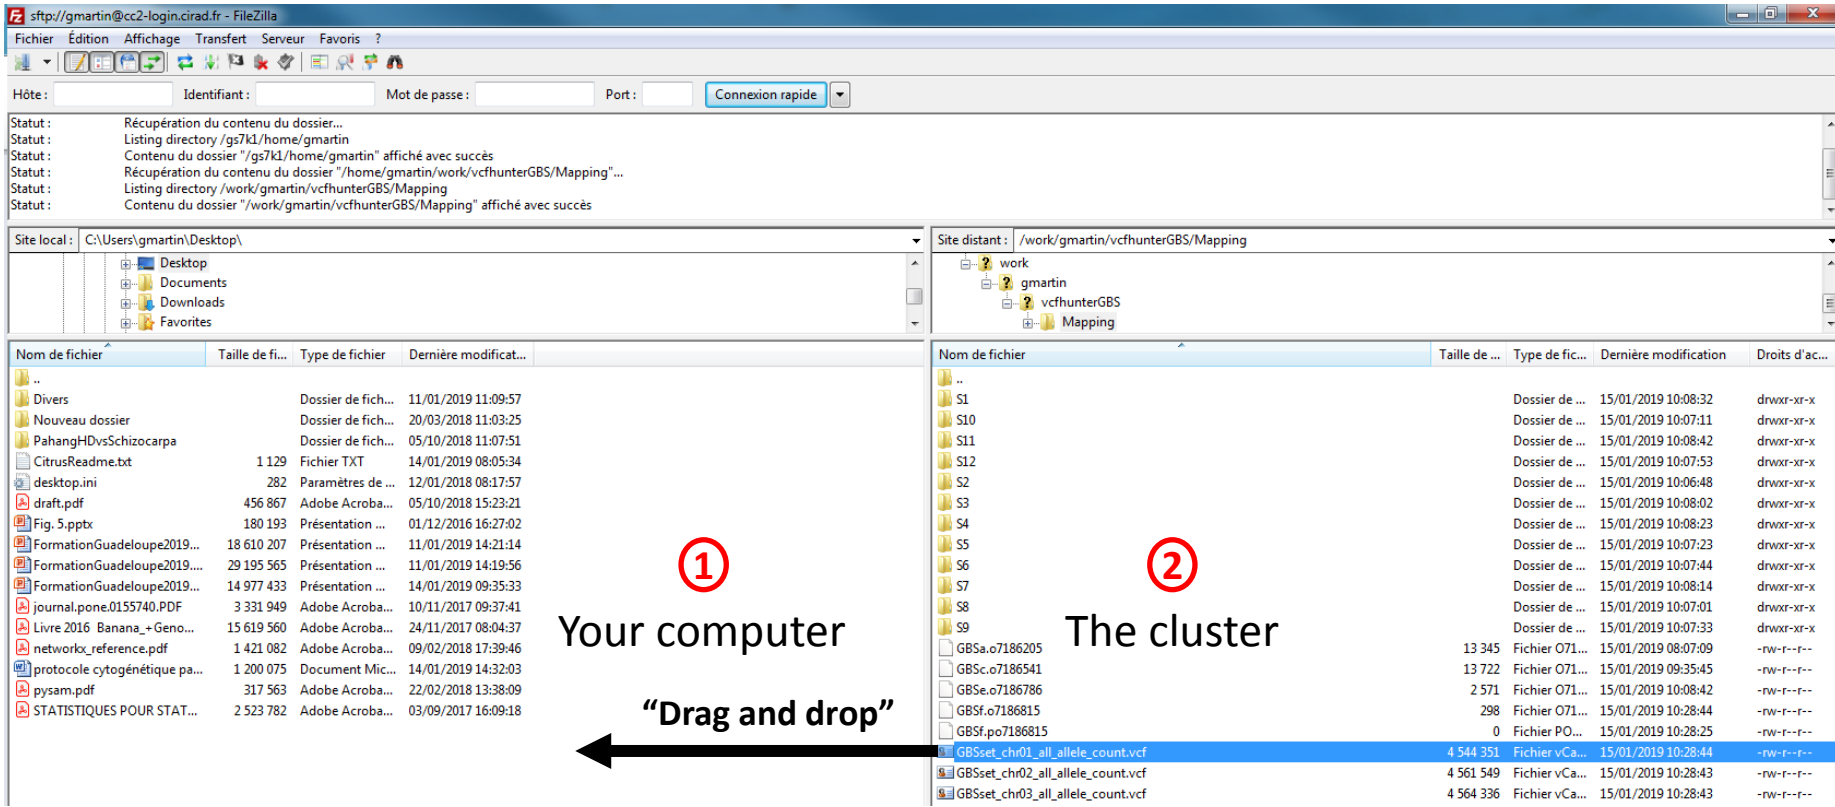 sftp://gmartin@cc2-login.cirad.fr - FileZilla
Fichier Édition Affichage Transfert Serveur Favoris ?
Hôte : Identifiant : Mot de passe : Port : Connexion rapide
Statut : Récupération du contenu du dossier...
Statut : Listing directory /gs7k1/home/gmartin
Statut : Contenu du dossier "/gs7k1/home/gmartin" affiché avec succès
Statut : Récupération du contenu du dossier "/home/gmartin/work/vcfhunterGBS/Mapping"...
Statut : Listing directory /work/gmartin/vcfhunterGBS/Mapping
Statut : Contenu du dossier "/work/gmartin/vcfhunterGBS/Mapping" affiché avec succès
Site local : C:\Users\gmartin\Desktop\
Desktop
Documents
Downloads
Favorites
Nom de fichier Taille de fi... Type de fichier Dernière modificat...
..
Divers Dossier de fich... 11/01/2019 11:09:57
Nouveau dossier Dossier de fich... 20/03/2018 11:03:25
PahangHDvsSchizocarpa Dossier de fich... 05/10/2018 11:07:51
CitrusReadme.txt 1 129 Fichier TXT 14/01/2019 08:05:34
desktop.ini 282 Paramètres de ... 12/01/2018 08:17:57
draft.pdf 456 867 Adobe Acroba... 05/10/2018 15:23:21
Fig. 5.pptx 180 193 Présentation ... 01/12/2016 16:27:02
FormationGuadeloupe2019... 18 610 207 Présentation ... 11/01/2019 14:21:14
FormationGuadeloupe2019.... 29 195 565 Présentation ... 11/01/2019 14:19:56
FormationGuadeloupe2019... 14 977 433 Présentation ... 14/01/2019 09:35:33
journal.pone.0155740.PDF 3 331 949 Adobe Acroba... 10/11/2017 09:37:41
Livre 2016 Banana_+Geno... 15 619 560 Adobe Acroba... 24/11/2017 08:04:37
networkx_reference.pdf 1 421 082 Adobe Acroba... 09/02/2018 17:39:46
protocole cytogénétique pa... 1 200 075 Document Mic... 14/01/2019 14:32:03
pysam.pdf 317 563 Adobe Acroba... 22/02/2018 13:38:09
STATISTIQUES POUR STAT... 2 523 782 Adobe Acroba... 03/09/2017 16:09:18
1
Your computer
"Drag and drop"
Site distant : /work/gmartin/vcfhunterGBS/Mapping
work
gmartin
vcfhunterGBS
Mapping
Nom de fichier Taille de ... Type de fic... Dernière modification Droits d'ac...
..
S1 Dossier de ... 15/01/2019 10:08:32 drwxr-xr-x
S10 Dossier de ... 15/01/2019 10:07:11 drwxr-xr-x
S11 Dossier de ... 15/01/2019 10:08:42 drwxr-xr-x
S12 Dossier de ... 15/01/2019 10:07:53 drwxr-xr-x
S2 Dossier de ... 15/01/2019 10:06:48 drwxr-xr-x
S3 Dossier de ... 15/01/2019 10:08:02 drwxr-xr-x
S4 Dossier de ... 15/01/2019 10:08:23 drwxr-xr-x
S5 Dossier de ... 15/01/2019 10:07:23 drwxr-xr-x
S6 Dossier de ... 15/01/2019 10:07:44 drwxr-xr-x
S7 Dossier de ... 15/01/2019 10:08:14 drwxr-xr-x
S8 Dossier de ... 15/01/2019 10:07:01 drwxr-xr-x
S9 Dossier de ... 15/01/2019 10:07:33 drwxr-xr-x
GBSa.o7186205 13 345 Fichier O71... 15/01/2019 08:07:09 -rw-r--r--
GBSc.o7186541 13 722 Fichier O71... 15/01/2019 09:35:45 -rw-r--r--
GBSe.o7186786 2 571 Fichier O71... 15/01/2019 10:08:42 -rw-r--r--
GBSf.o7186815 298 Fichier O71... 15/01/2019 10:28:44 -rw-r--r--
GBSf.po7186815 0 Fichier PO... 15/01/2019 10:28:25 -rw-r--r--
GBSset_chr01_all_allele_count.vcf 4 544 351 Fichier vCa... 15/01/2019 10:28:44 -rw-r--r--
GBSset_chr02_all_allele_count.vcf 4 561 549 Fichier vCa... 15/01/2019 10:28:43 -rw-r--r--
GBSset_chr03_all_allele_count.vcf 4 564 336 Fichier vCa... 15/01/2019 10:28:43 -rw-r--r--
2
The cluster